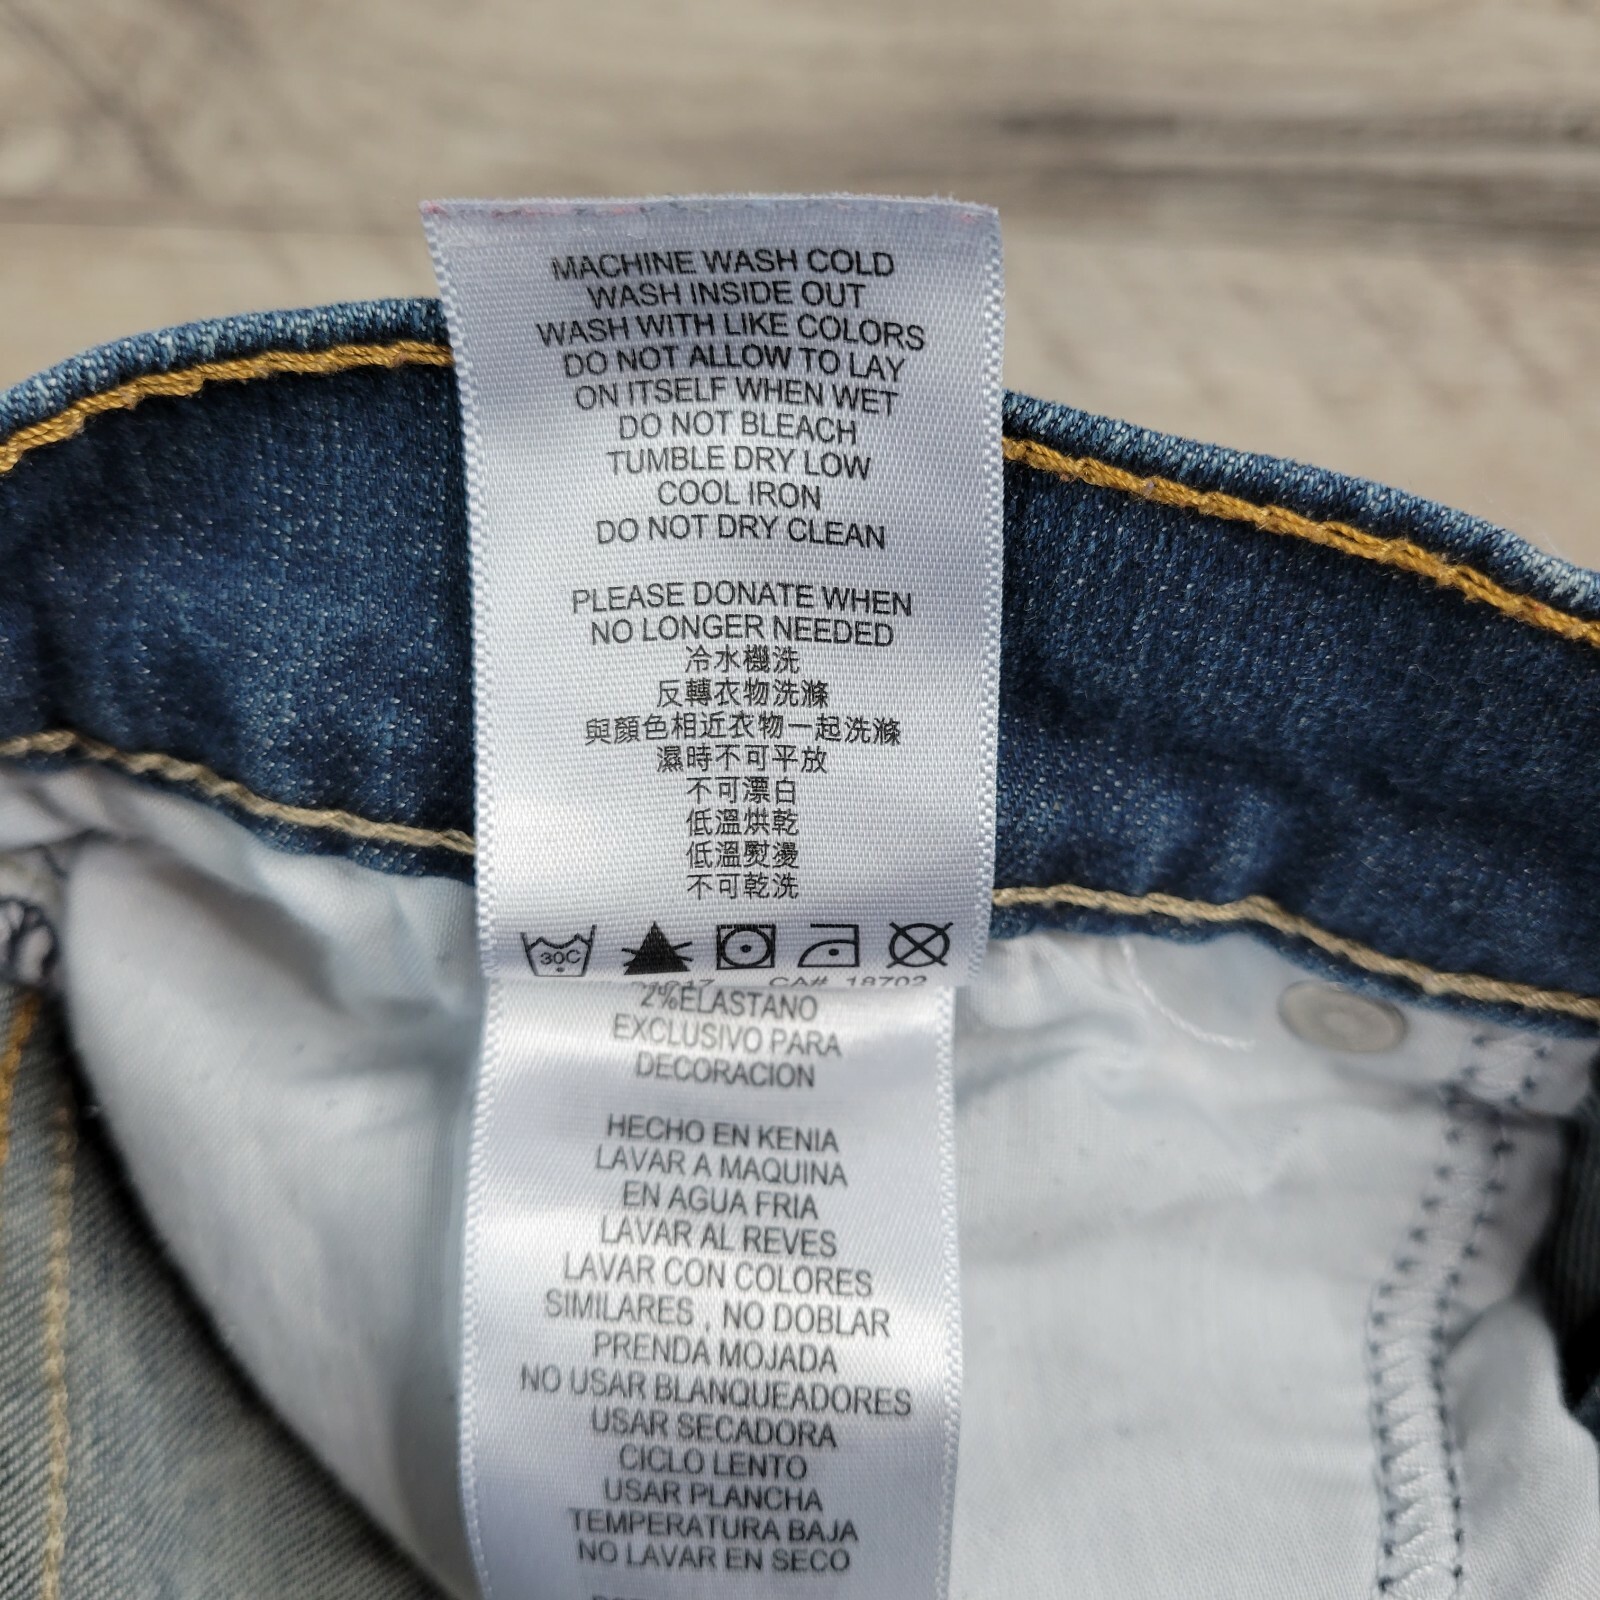 MACHINE WASH COLD
WASH INSIDE OUT
WASH WITH LIKE COLORS
DO NOT ALLOW TO LAY
ON ITSELF WHEN WET
DO NOT BLEACH
TUMBLE DRY LOW
COOL IRON
DO NOT DRY CLEAN
PLEASE DONATE WHEN
NO LONGER NEEDED
冷水機洗
反轉衣物洗滌
與顏色相近衣物一起洗滌
濕時不可平放
不可漂白
低溫烘乾
低溫熨燙
不可乾洗
30C
CA# 18702
2%ELASTANO
EXCLUSIVO PARA
DECORACION
HECHO EN KENIA
LAVAR A MAQUINA
EN AGUA FRIA
LAVAR AL REVES
LAVAR CON COLORES
SIMILARES , NO DOBLAR
PRENDA MOJADA
NO USAR BLANQUEADORES
USAR SECADORA
CICLO LENTO
USAR PLANCHA
TEMPERATURA BAJA
NO LAVAR EN SECO